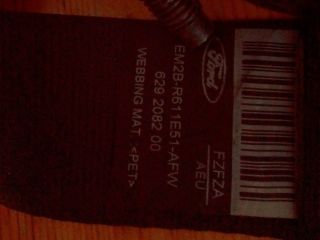 Ford
FZFZA
AEU
EM2B-R611E51-AFW
629 2082 00
WEBBING MAT. <PET>